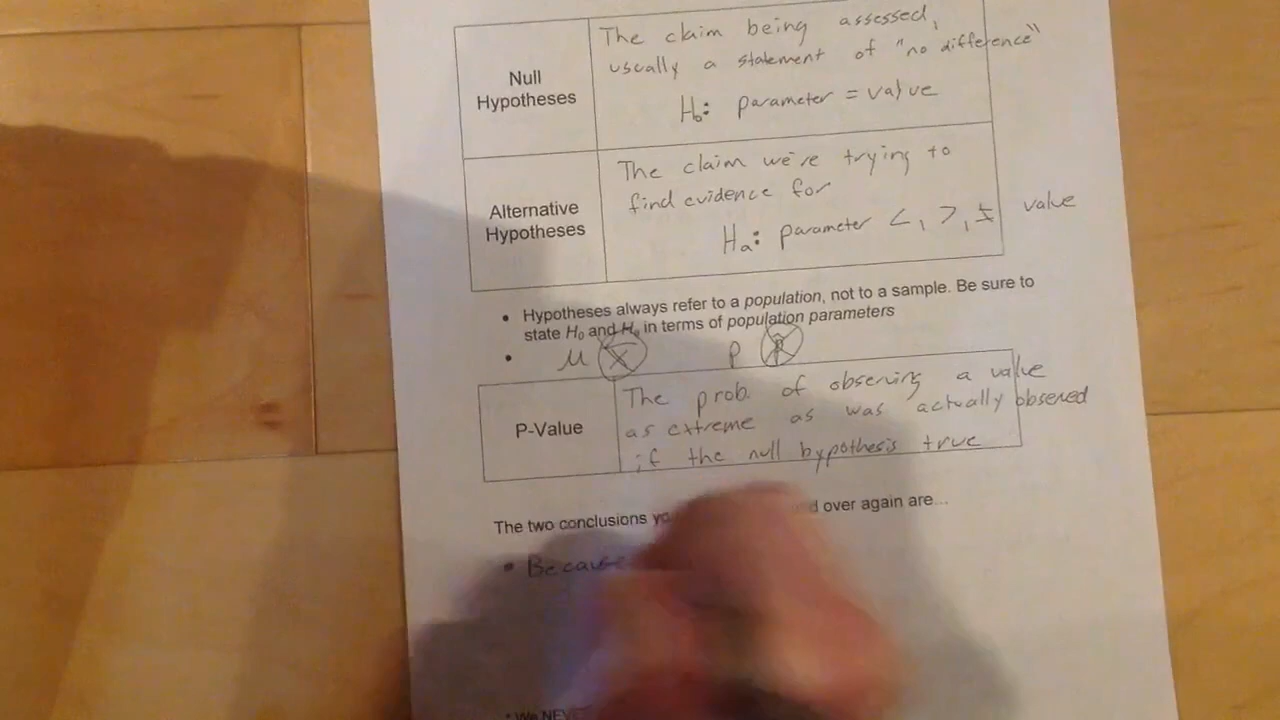 Null
Hypotheses
The claim being assessed,
usually a statement of "no difference"
H₀: parameter = value
Alternative
Hypotheses
The claim we're trying to
find evidence for
Hₐ: parameter <, >, ≠ value
• Hypotheses always refer to a population, not to a sample. Be sure to
state H₀ and Hₐ in terms of population parameters
• μ x̄ p p̂
P-Value
The prob. of observing a value
as extreme as was actually observed
if the null hypothesis true
The two conclusions over again are...
• Because